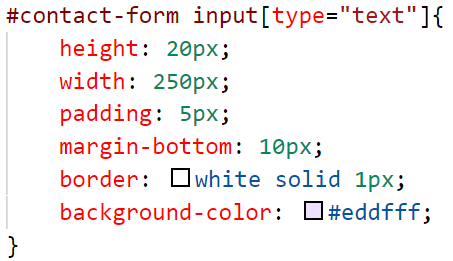 #contact-form input[type="text"]{
height: 20px;
width: 250px;
padding: 5px;
margin-bottom: 10px;
border: white solid 1px;
background-color: #eddfff;
}